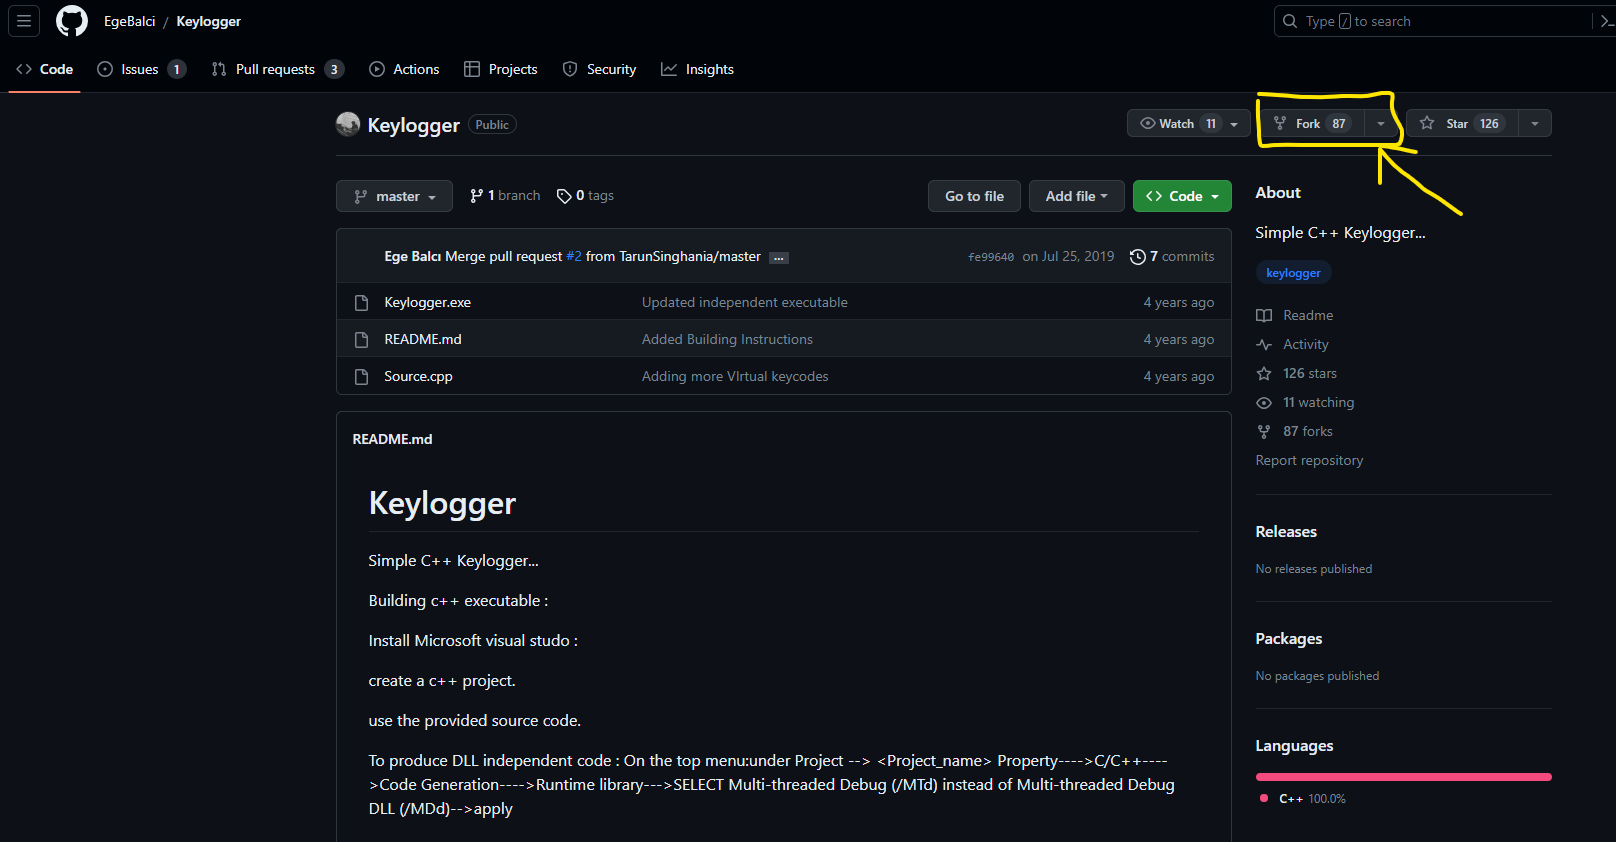 EgeBalci / Keylogger
Type / to search
Code Issues 1 Pull requests 3 Actions Projects Security Insights
Keylogger Public
Watch 11 Fork 87 Star 126
master 1 branch 0 tags Go to file Add file <> Code
Ege Balcı Merge pull request #2 from TarunSinghania/master ... fe99640 on Jul 25, 2019 7 commits
Keylogger.exe Updated independent executable 4 years ago
README.md Added Building Instructions 4 years ago
Source.cpp Adding more VIrtual keycodes 4 years ago
README.md
Keylogger
Simple C++ Keylogger...
Building c++ executable :
Install Microsoft visual studo :
create a c++ project.
use the provided source code.
To produce DLL independent code : On the top menu:under Project --> <Project_name> Property---->C/C++----
>Code Generation---->Runtime library--->SELECT Multi-threaded Debug (/MTd) instead of Multi-threaded Debug
DLL (/MDd)-->apply
About
Simple C++ Keylogger...
keylogger
Readme
Activity
126 stars
11 watching
87 forks
Report repository
Releases
No releases published
Packages
No packages published
Languages
C++ 100.0%